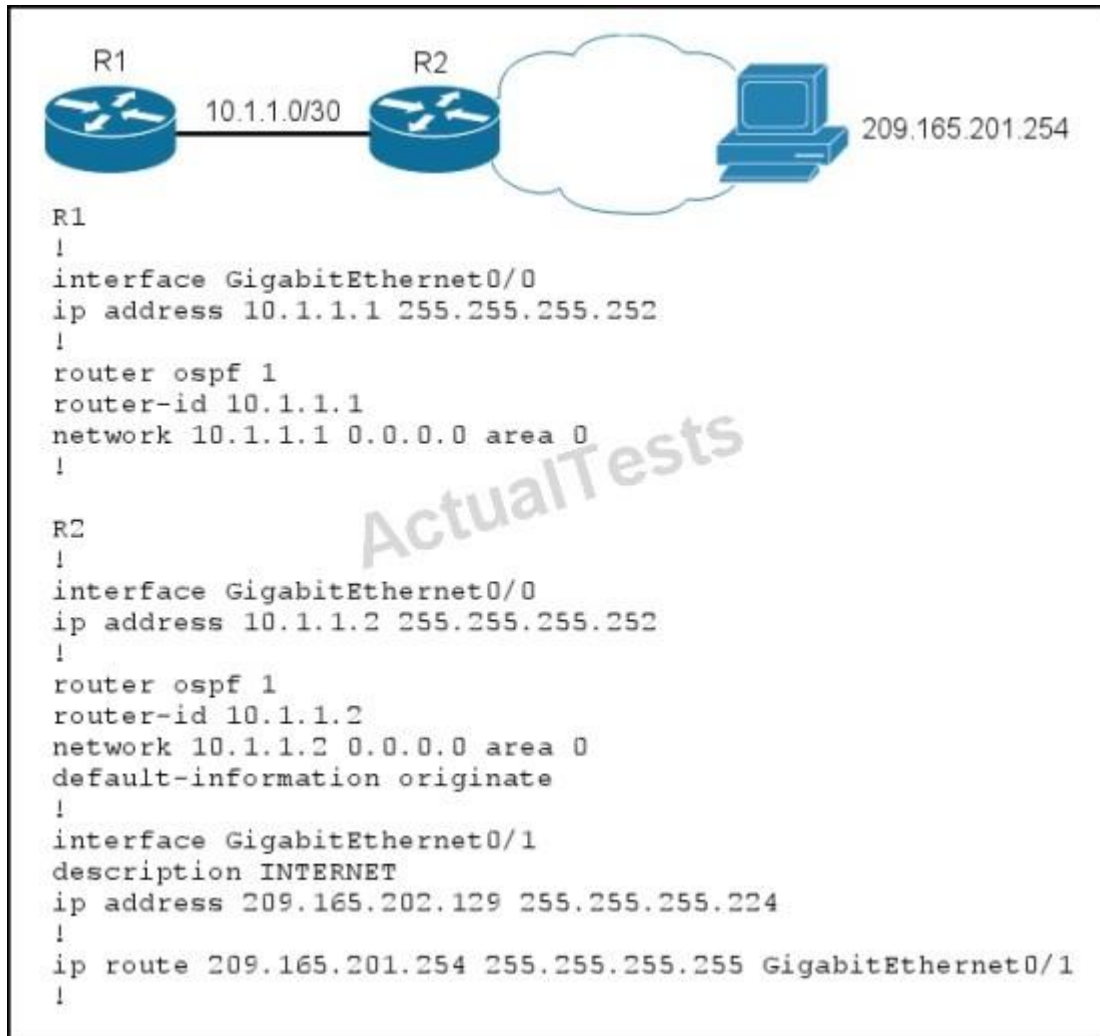 R1
R2
10.1.1.0/30
209.165.201.254
R1
!
interface GigabitEthernet0/0
ip address 10.1.1.1 255.255.255.252
!
router ospf 1
router-id 10.1.1.1
network 10.1.1.1 0.0.0.0 area 0
!
ActualTests
R2
!
interface GigabitEthernet0/0
ip address 10.1.1.2 255.255.255.252
!
router ospf 1
router-id 10.1.1.2
network 10.1.1.2 0.0.0.0 area 0
default-information originate
!
interface GigabitEthernet0/1
description INTERNET
ip address 209.165.202.129 255.255.255.224
!
ip route 209.165.201.254 255.255.255.255 GigabitEthernet0/1
!